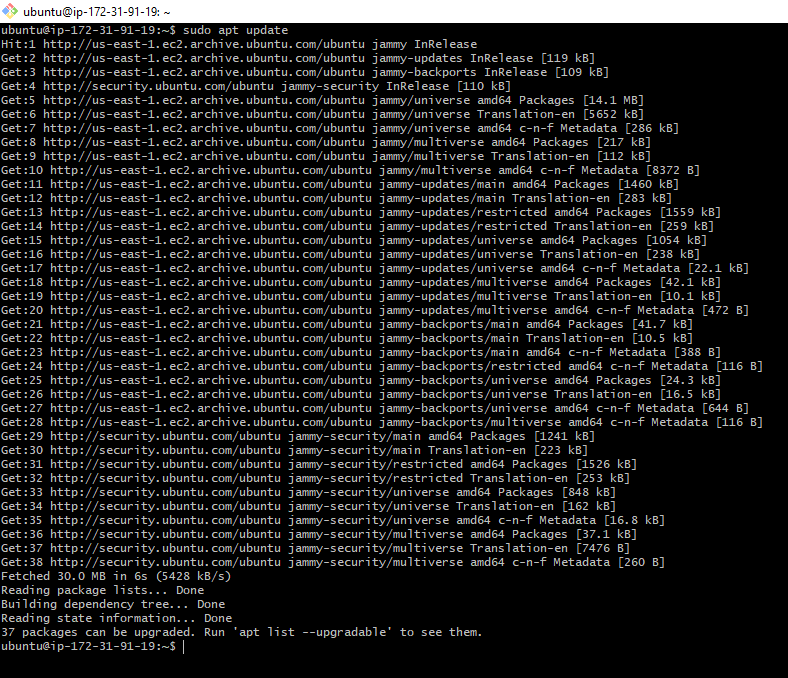 ubuntu@ip-172-31-91-19: ~
ubuntu@ip-172-31-91-19:~$ sudo apt update
Hit:1 http://us-east-1.ec2.archive.ubuntu.com/ubuntu jammy InRelease
Get:2 http://us-east-1.ec2.archive.ubuntu.com/ubuntu jammy-updates InRelease [119 kB]
Get:3 http://us-east-1.ec2.archive.ubuntu.com/ubuntu jammy-backports InRelease [109 kB]
Get:4 http://security.ubuntu.com/ubuntu jammy-security InRelease [110 kB]
Get:5 http://us-east-1.ec2.archive.ubuntu.com/ubuntu jammy/universe amd64 Packages [14.1 MB]
Get:6 http://us-east-1.ec2.archive.ubuntu.com/ubuntu jammy/universe Translation-en [5652 kB]
Get:7 http://us-east-1.ec2.archive.ubuntu.com/ubuntu jammy/universe amd64 c-n-f Metadata [286 kB]
Get:8 http://us-east-1.ec2.archive.ubuntu.com/ubuntu jammy/multiverse amd64 Packages [217 kB]
Get:9 http://us-east-1.ec2.archive.ubuntu.com/ubuntu jammy/multiverse Translation-en [112 kB]
Get:10 http://us-east-1.ec2.archive.ubuntu.com/ubuntu jammy/multiverse amd64 c-n-f Metadata [8372 B]
Get:11 http://us-east-1.ec2.archive.ubuntu.com/ubuntu jammy-updates/main amd64 Packages [1460 kB]
Get:12 http://us-east-1.ec2.archive.ubuntu.com/ubuntu jammy-updates/main Translation-en [283 kB]
Get:13 http://us-east-1.ec2.archive.ubuntu.com/ubuntu jammy-updates/restricted amd64 Packages [1559 kB]
Get:14 http://us-east-1.ec2.archive.ubuntu.com/ubuntu jammy-updates/restricted Translation-en [259 kB]
Get:15 http://us-east-1.ec2.archive.ubuntu.com/ubuntu jammy-updates/universe amd64 Packages [1054 kB]
Get:16 http://us-east-1.ec2.archive.ubuntu.com/ubuntu jammy-updates/universe Translation-en [238 kB]
Get:17 http://us-east-1.ec2.archive.ubuntu.com/ubuntu jammy-updates/universe amd64 c-n-f Metadata [22.1 kB]
Get:18 http://us-east-1.ec2.archive.ubuntu.com/ubuntu jammy-updates/multiverse amd64 Packages [42.1 kB]
Get:19 http://us-east-1.ec2.archive.ubuntu.com/ubuntu jammy-updates/multiverse Translation-en [10.1 kB]
Get:20 http://us-east-1.ec2.archive.ubuntu.com/ubuntu jammy-updates/multiverse amd64 c-n-f Metadata [472 B]
Get:21 http://us-east-1.ec2.archive.ubuntu.com/ubuntu jammy-backports/main amd64 Packages [41.7 kB]
Get:22 http://us-east-1.ec2.archive.ubuntu.com/ubuntu jammy-backports/main Translation-en [10.5 kB]
Get:23 http://us-east-1.ec2.archive.ubuntu.com/ubuntu jammy-backports/main amd64 c-n-f Metadata [388 B]
Get:24 http://us-east-1.ec2.archive.ubuntu.com/ubuntu jammy-backports/restricted amd64 c-n-f Metadata [116 B]
Get:25 http://us-east-1.ec2.archive.ubuntu.com/ubuntu jammy-backports/universe amd64 Packages [24.3 kB]
Get:26 http://us-east-1.ec2.archive.ubuntu.com/ubuntu jammy-backports/universe Translation-en [16.5 kB]
Get:27 http://us-east-1.ec2.archive.ubuntu.com/ubuntu jammy-backports/universe amd64 c-n-f Metadata [644 B]
Get:28 http://us-east-1.ec2.archive.ubuntu.com/ubuntu jammy-backports/multiverse amd64 c-n-f Metadata [116 B]
Get:29 http://security.ubuntu.com/ubuntu jammy-security/main amd64 Packages [1241 kB]
Get:30 http://security.ubuntu.com/ubuntu jammy-security/main Translation-en [223 kB]
Get:31 http://security.ubuntu.com/ubuntu jammy-security/restricted amd64 Packages [1526 kB]
Get:32 http://security.ubuntu.com/ubuntu jammy-security/restricted Translation-en [253 kB]
Get:33 http://security.ubuntu.com/ubuntu jammy-security/universe amd64 Packages [848 kB]
Get:34 http://security.ubuntu.com/ubuntu jammy-security/universe Translation-en [162 kB]
Get:35 http://security.ubuntu.com/ubuntu jammy-security/universe amd64 c-n-f Metadata [16.8 kB]
Get:36 http://security.ubuntu.com/ubuntu jammy-security/multiverse amd64 Packages [37.1 kB]
Get:37 http://security.ubuntu.com/ubuntu jammy-security/multiverse Translation-en [7476 B]
Get:38 http://security.ubuntu.com/ubuntu jammy-security/multiverse amd64 c-n-f Metadata [260 B]
Fetched 30.0 MB in 6s (5428 kB/s)
Reading package lists... Done
Building dependency tree... Done
Reading state information... Done
37 packages can be upgraded. Run 'apt list --upgradable' to see them.
ubuntu@ip-172-31-91-19:~$